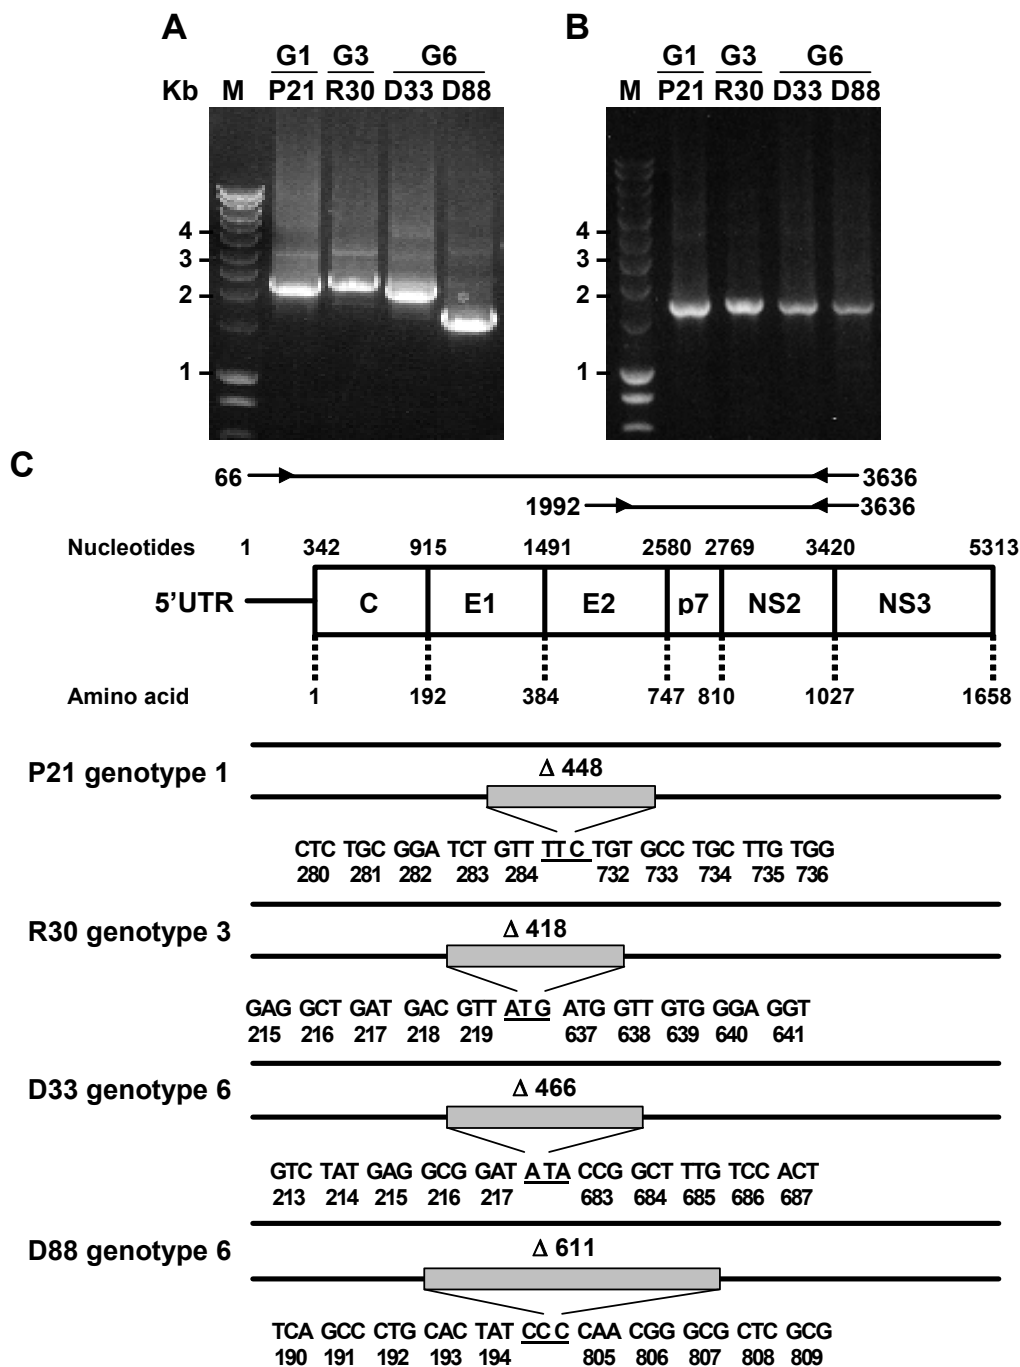 A B
G1 G3 G6 G1 G3 G6
Kb M P21 R30 D33 D88 M P21 R30 D33 D88
4 4
3 3
2 2
1 1
C
66 3636
1992 3636
Nucleotides 1 342 915 1491 2580 2769 3420 5313
5'UTR C E1 E2 p7 NS2 NS3
Amino acid 1 192 384 747 810 1027 1658
P21 genotype 1
Δ 448
CTC TGC GGA TCT GTT TTC TGT GCC TGC TTG TGG
280 281 282 283 284 732 733 734 735 736
R30 genotype 3
Δ 418
GAG GCT GAT GAC GTT ATG ATG GTT GTG GGA GGT
215 216 217 218 219 637 638 639 640 641
D33 genotype 6
Δ 466
GTC TAT GAG GCG GAT ATA CCG GCT TTG TCC ACT
213 214 215 216 217 683 684 685 686 687
D88 genotype 6
Δ 611
TCA GCC CTG CAC TAT CCC CAA CGG GCG CTC GCG
190 191 192 193 194 805 806 807 808 809